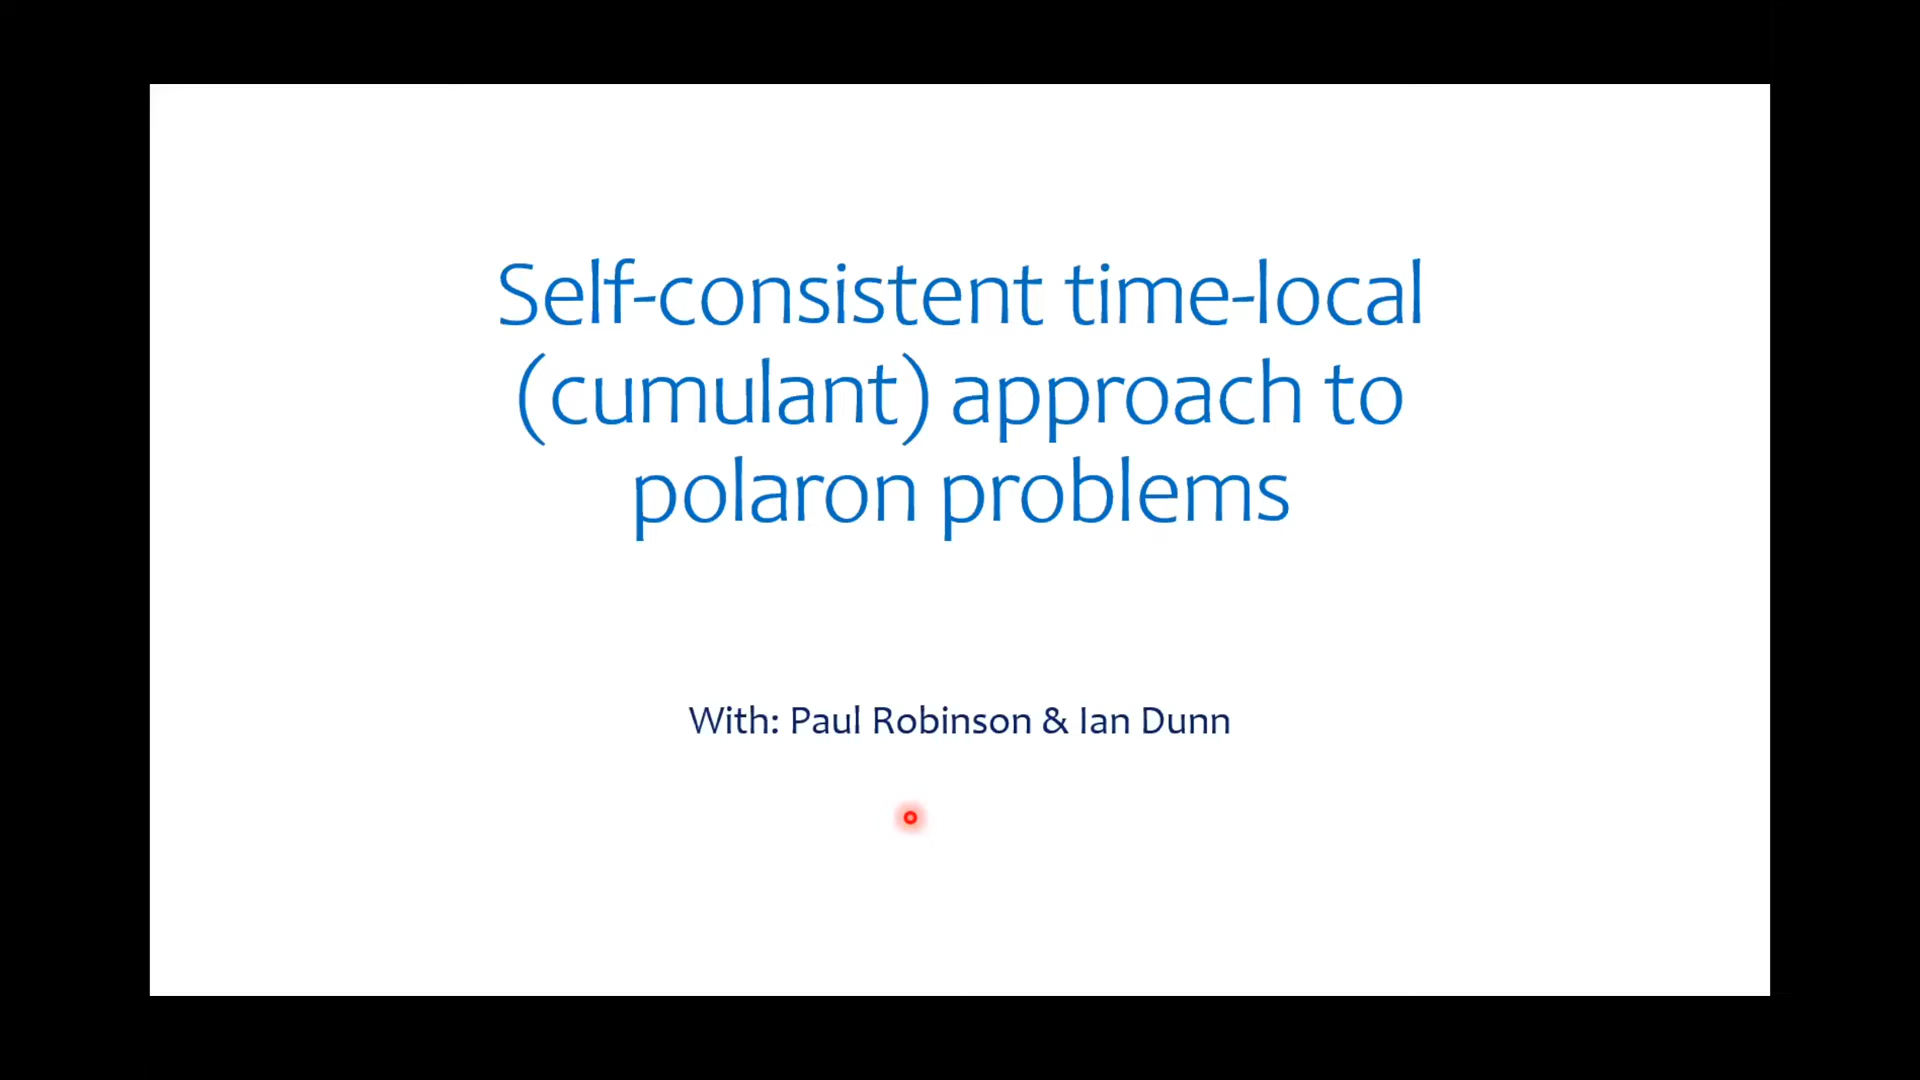 Self-consistent time-local
(cumulant) approach to
polaron problems
With: Paul Robinson & Ian Dunn